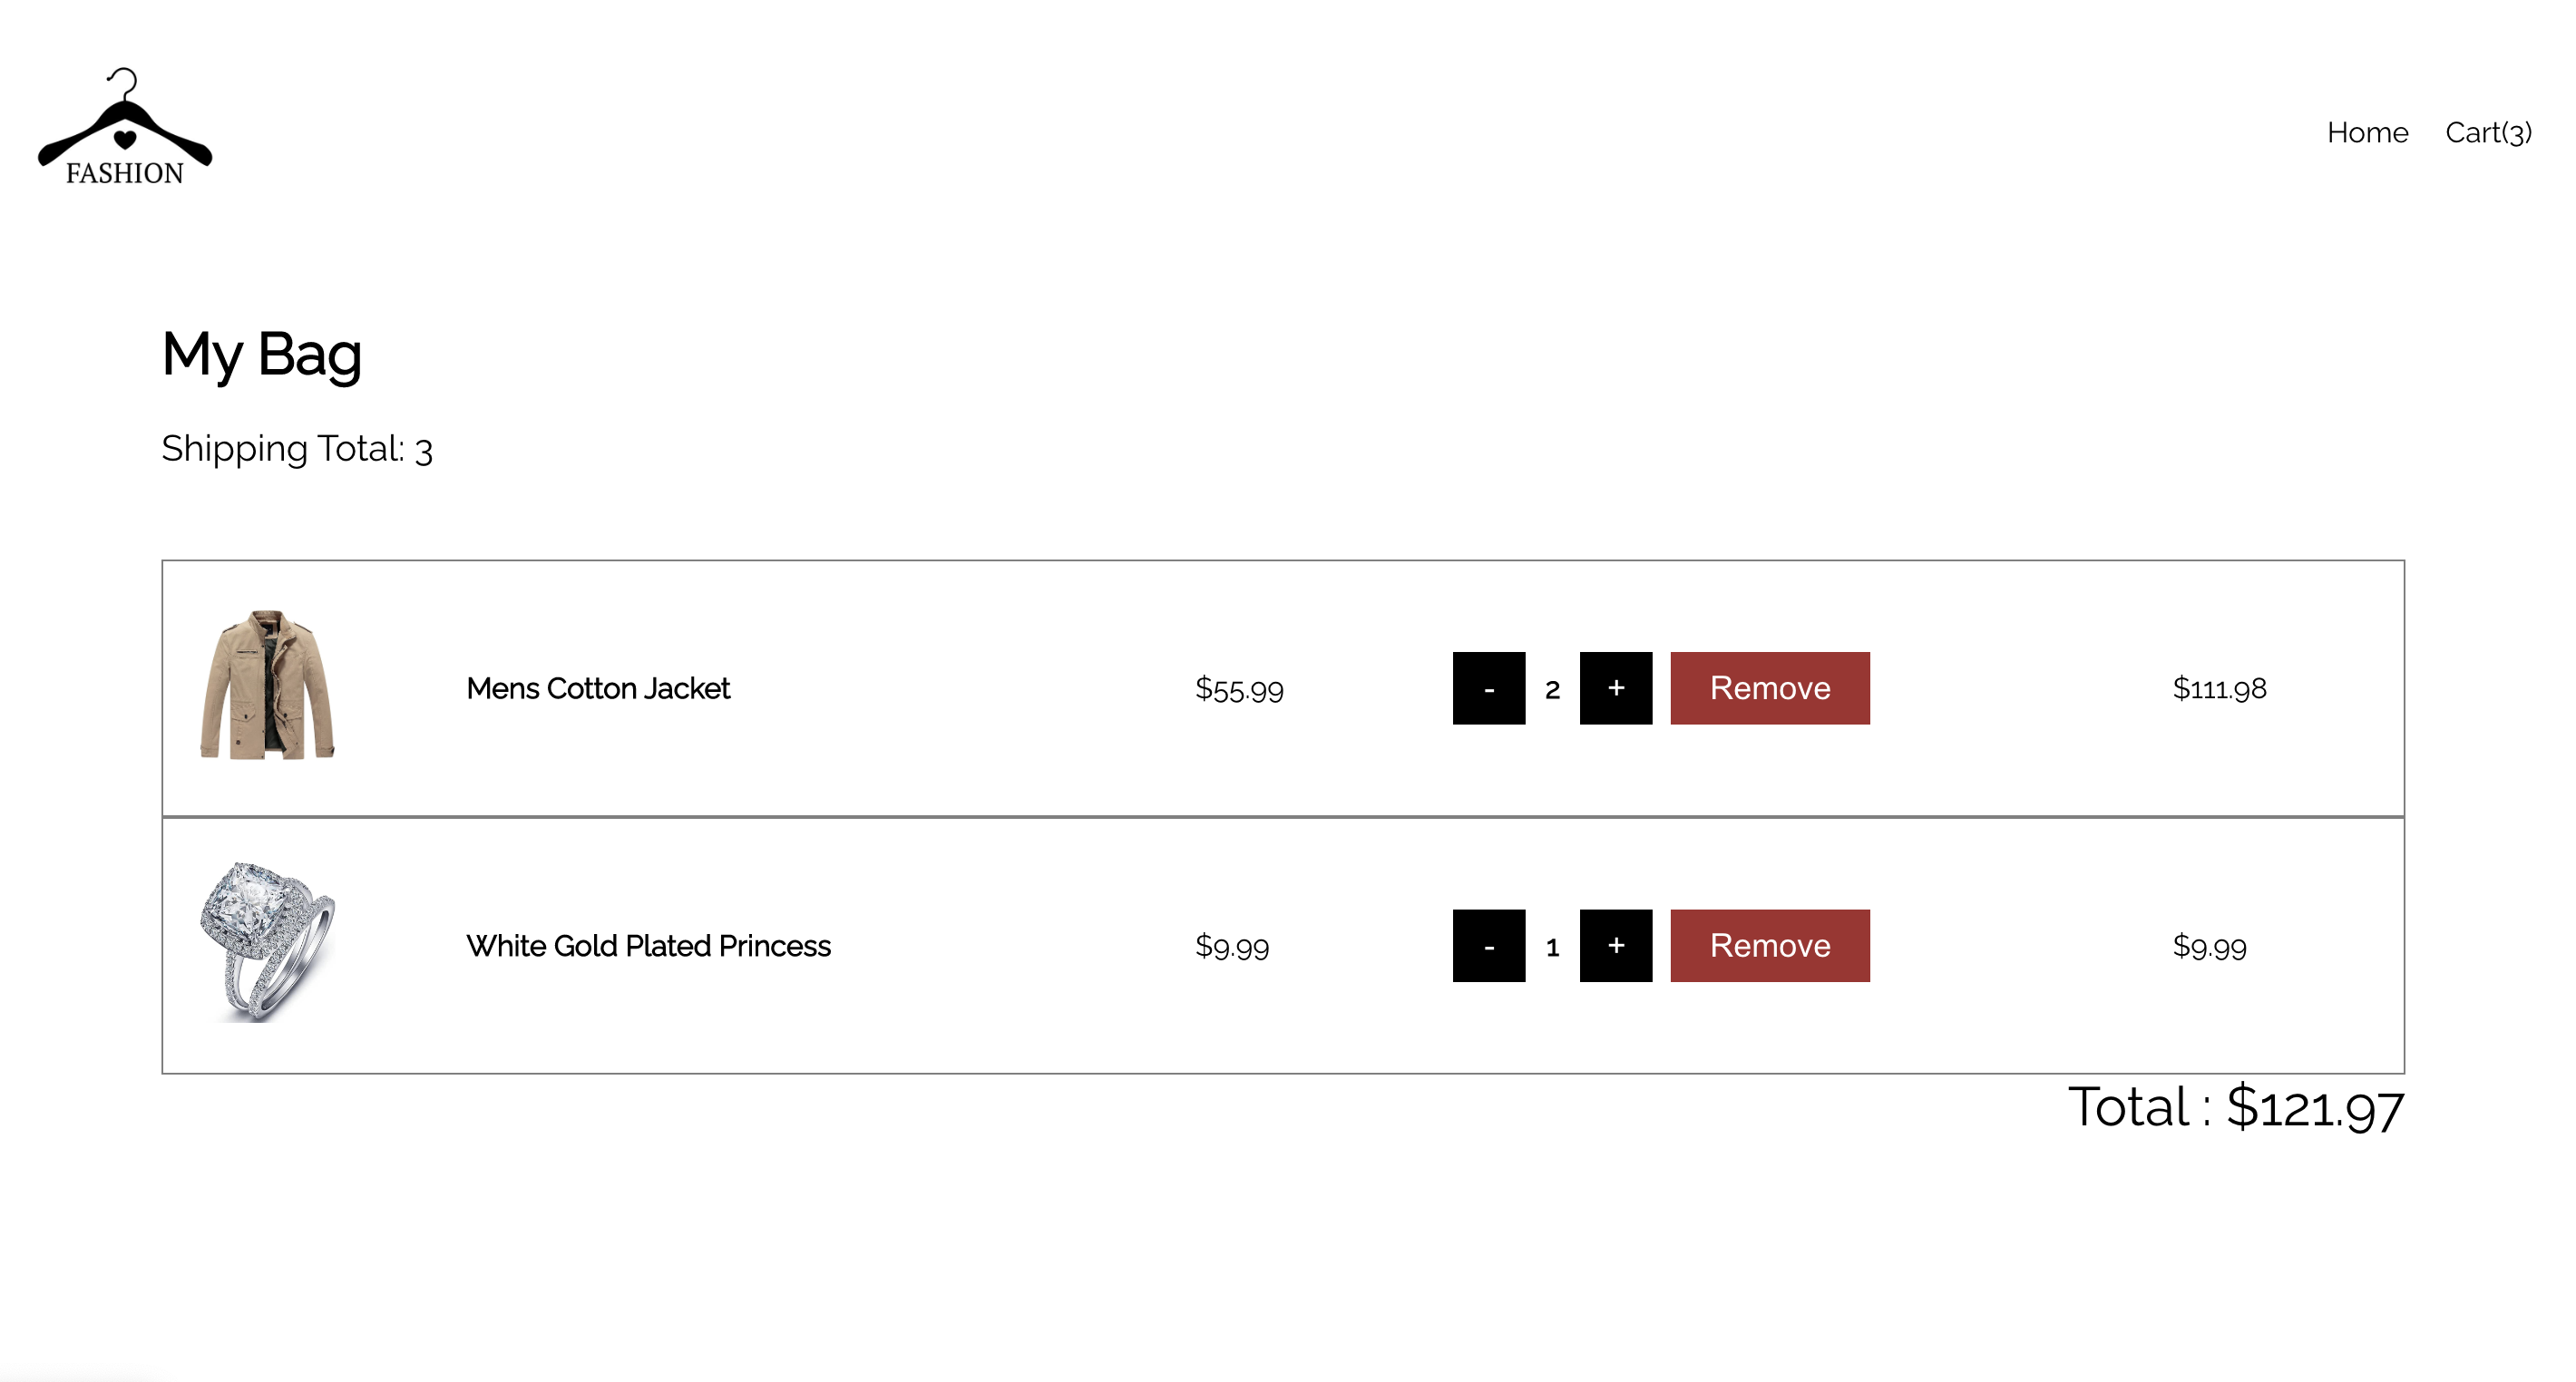 FASHION
Home Cart(3)
My Bag
Shipping Total: 3
Mens Cotton Jacket $55.99 - 2 + Remove $111.98
White Gold Plated Princess $9.99 - 1 + Remove $9.99
Total : $121.97